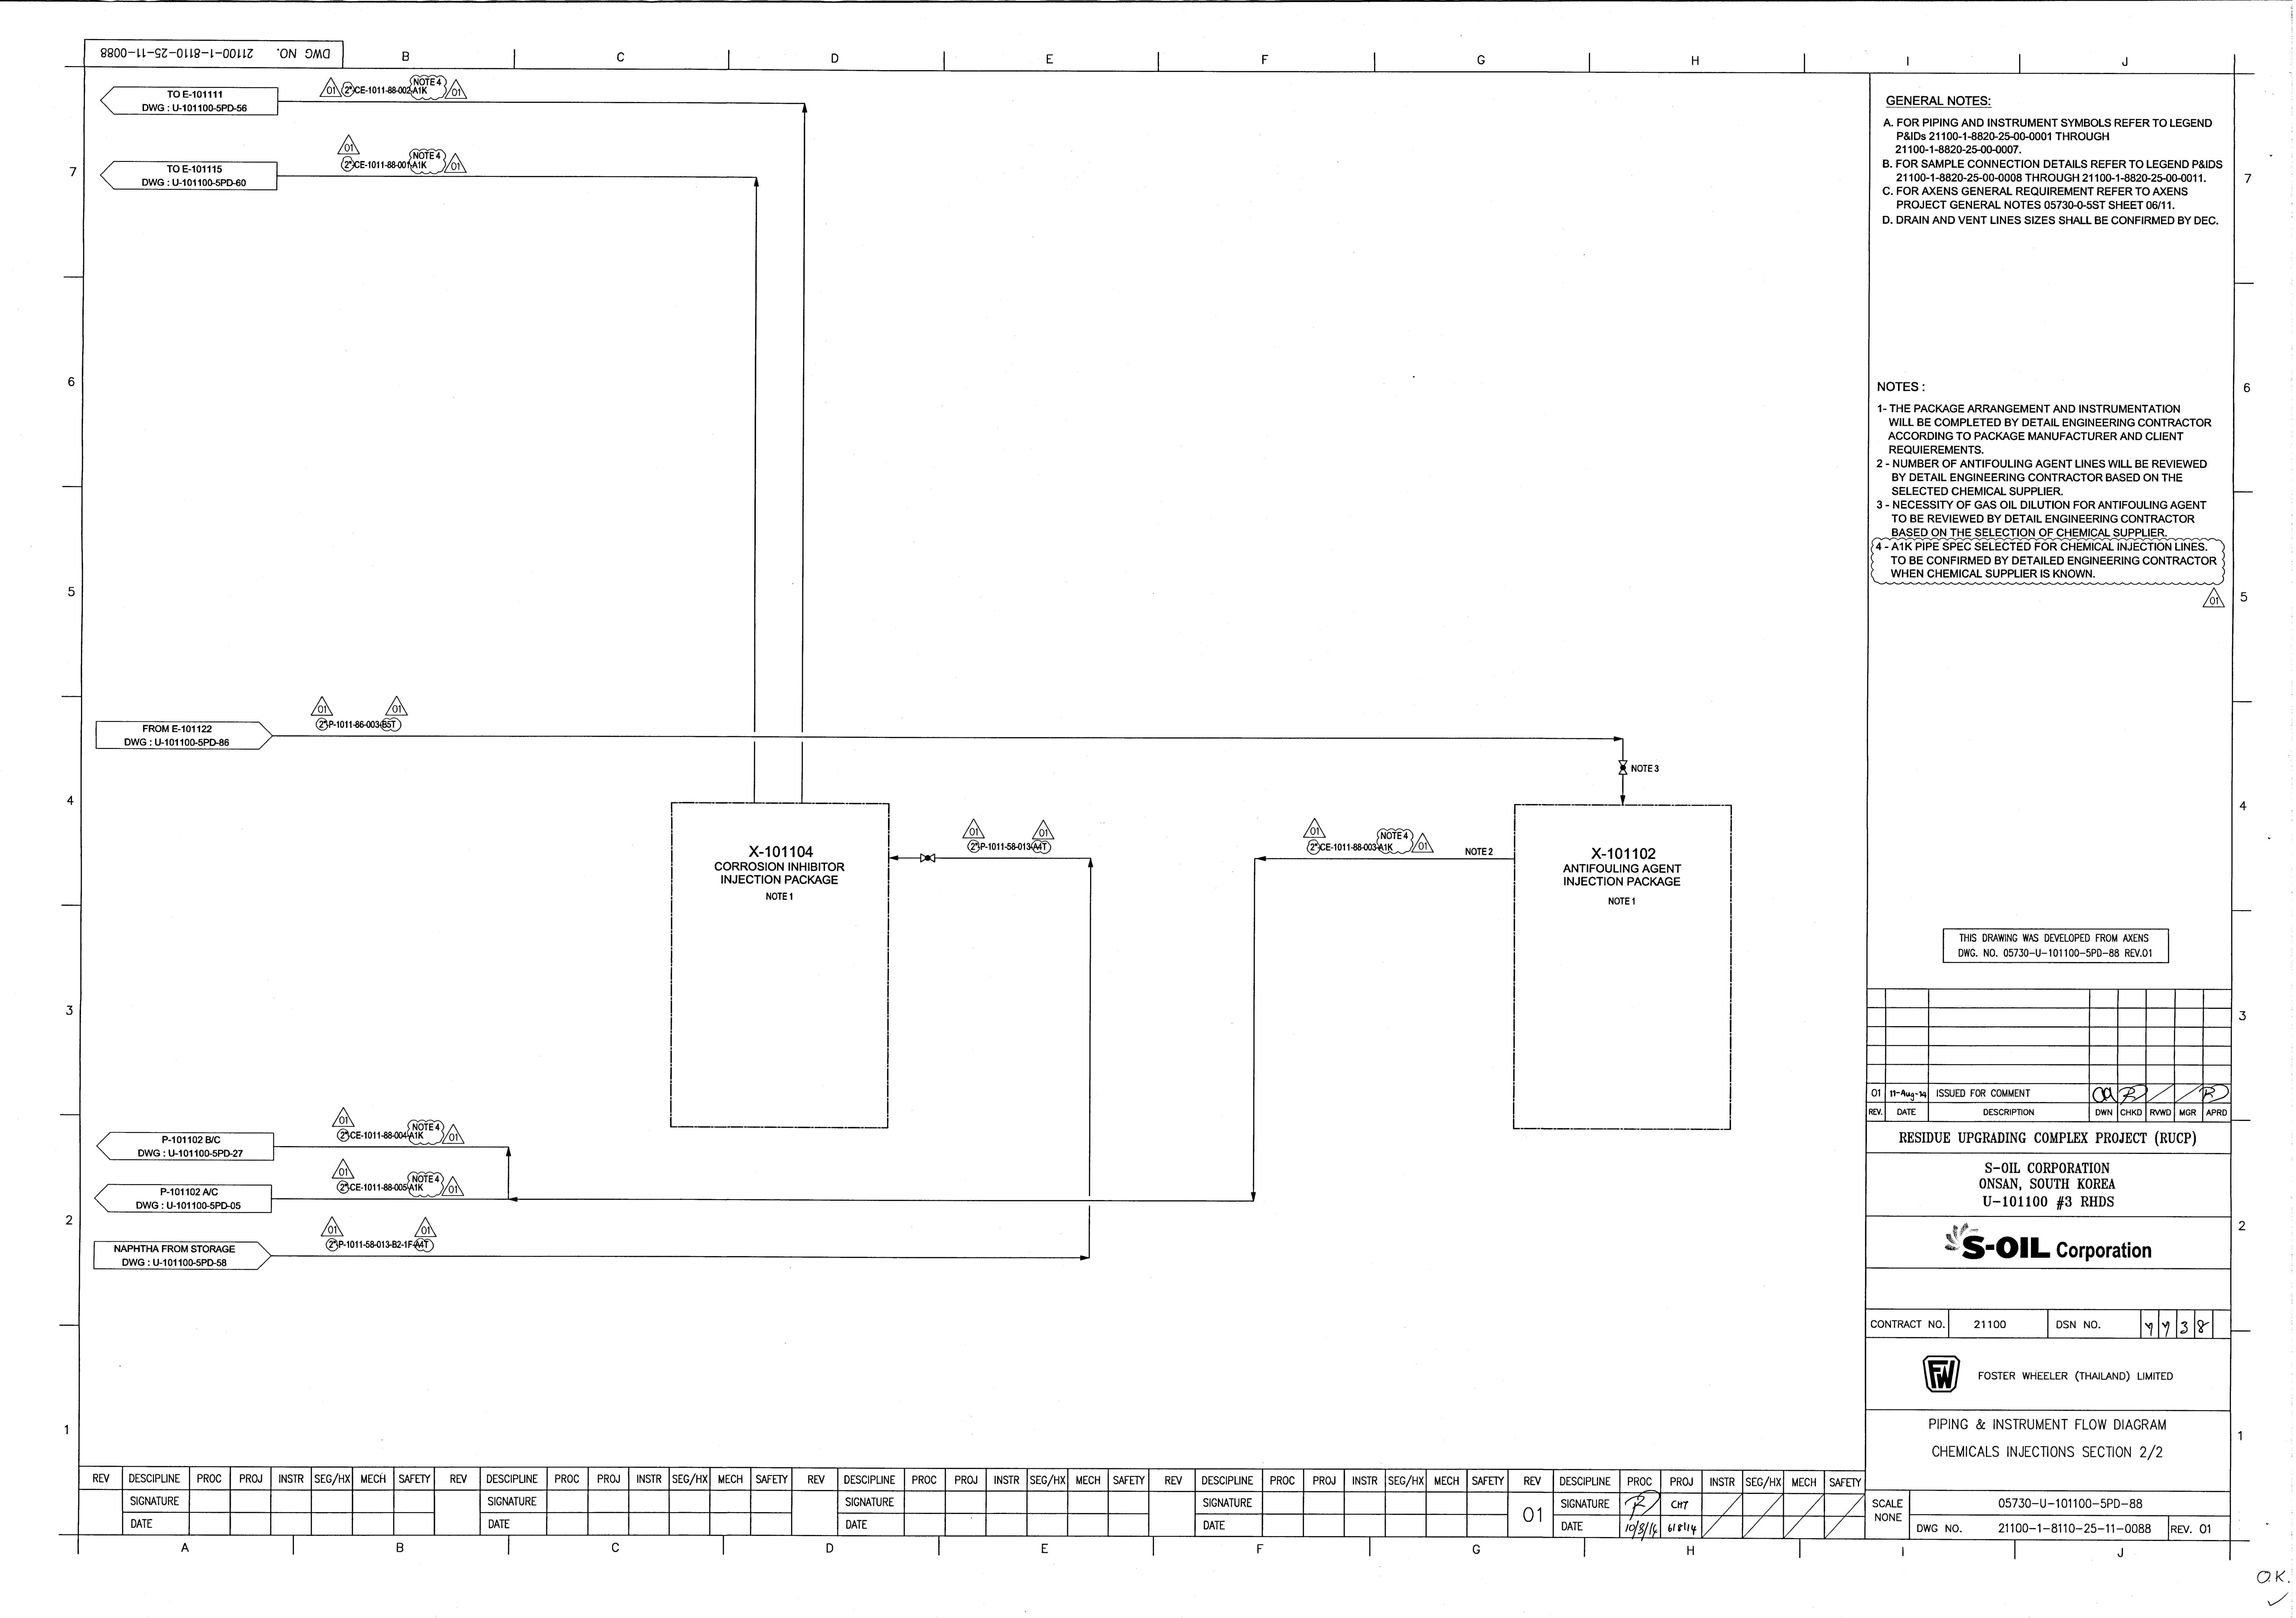 DWG NO. 21100-1-8110-25-11-0088
B
C
D
E
F
G
H
I
J
TO E-101111
DWG : U-101100-5PD-56
01
2"-CE-1011-88-002-A1K
NOTE 4
01
TO E-101115
DWG : U-101100-5PD-60
01
2"-CE-1011-88-001-A1K
NOTE 4
01
7
7
6
6
5
5
4
4
3
3
2
2
1
1
GENERAL NOTES:
A. FOR PIPING AND INSTRUMENT SYMBOLS REFER TO LEGEND
P&IDs 21100-1-8820-25-00-0001 THROUGH
21100-1-8820-25-00-0007.
B. FOR SAMPLE CONNECTION DETAILS REFER TO LEGEND P&IDS
21100-1-8820-25-00-0008 THROUGH 21100-1-8820-25-00-0011.
C. FOR AXENS GENERAL REQUIREMENT REFER TO AXENS
PROJECT GENERAL NOTES 05730-0-5ST SHEET 06/11.
D. DRAIN AND VENT LINES SIZES SHALL BE CONFIRMED BY DEC.
NOTES :
1- THE PACKAGE ARRANGEMENT AND INSTRUMENTATION
WILL BE COMPLETED BY DETAIL ENGINEERING CONTRACTOR
ACCORDING TO PACKAGE MANUFACTURER AND CLIENT
REQUIEREMENTS.
2 - NUMBER OF ANTIFOULING AGENT LINES WILL BE REVIEWED
BY DETAIL ENGINEERING CONTRACTOR BASED ON THE
SELECTED CHEMICAL SUPPLIER.
3 - NECESSITY OF GAS OIL DILUTION FOR ANTIFOULING AGENT
TO BE REVIEWED BY DETAIL ENGINEERING CONTRACTOR
BASED ON THE SELECTION OF CHEMICAL SUPPLIER.
4 - A1K PIPE SPEC SELECTED FOR CHEMICAL INJECTION LINES.
TO BE CONFIRMED BY DETAILED ENGINEERING CONTRACTOR
WHEN CHEMICAL SUPPLIER IS KNOWN.
01
FROM E-101122
DWG : U-101100-5PD-86
01
01
2"-P-1011-86-003-B5T
NOTE 3
X-101104
CORROSION INHIBITOR
INJECTION PACKAGE
NOTE 1
01
01
2"-P-1011-58-013-A4T
01
2"-CE-1011-88-003-A1K
NOTE 4
01
NOTE 2
X-101102
ANTIFOULING AGENT
INJECTION PACKAGE
NOTE 1
P-101102 B/C
DWG : U-101100-5PD-27
01
2"-CE-1011-88-004-A1K
NOTE 4
01
P-101102 A/C
DWG : U-101100-5PD-05
01
2"-CE-1011-88-005-A1K
NOTE 4
01
NAPHTHA FROM STORAGE
DWG : U-101100-5PD-58
01
01
2"-P-1011-58-013-B2-1F-A4T
THIS DRAWING WAS DEVELOPED FROM AXENS
DWG. NO. 05730-U-101100-5PD-88 REV.01
01 11-Aug-14 ISSUED FOR COMMENT
REV. DATE DESCRIPTION DWN CHKD RVWD MGR APRD
RESIDUE UPGRADING COMPLEX PROJECT (RUCP)
S-OIL CORPORATION
ONSAN, SOUTH KOREA
U-101100 #3 RHDS
S-OIL Corporation
CONTRACT NO. 21100 DSN NO.
FW FOSTER WHEELER (THAILAND) LIMITED
PIPING & INSTRUMENT FLOW DIAGRAM
CHEMICALS INJECTIONS SECTION 2/2
SCALE
NONE
05730-U-101100-5PD-88
DWG NO. 21100-1-8110-25-11-0088 REV. 01
REV DESCIPLINE PROC PROJ INSTR SEG/HX MECH SAFETY REV DESCIPLINE PROC PROJ INSTR SEG/HX MECH SAFETY REV DESCIPLINE PROC PROJ INSTR SEG/HX MECH SAFETY REV DESCIPLINE PROC PROJ INSTR SEG/HX MECH SAFETY REV DESCIPLINE PROC PROJ INSTR SEG/HX MECH SAFETY
SIGNATURE SIGNATURE SIGNATURE SIGNATURE 01 SIGNATURE CHT
DATE DATE DATE DATE DATE 10/8/14 6/8/14
A
B
C
D
E
F
G
H
I
J
O.K.